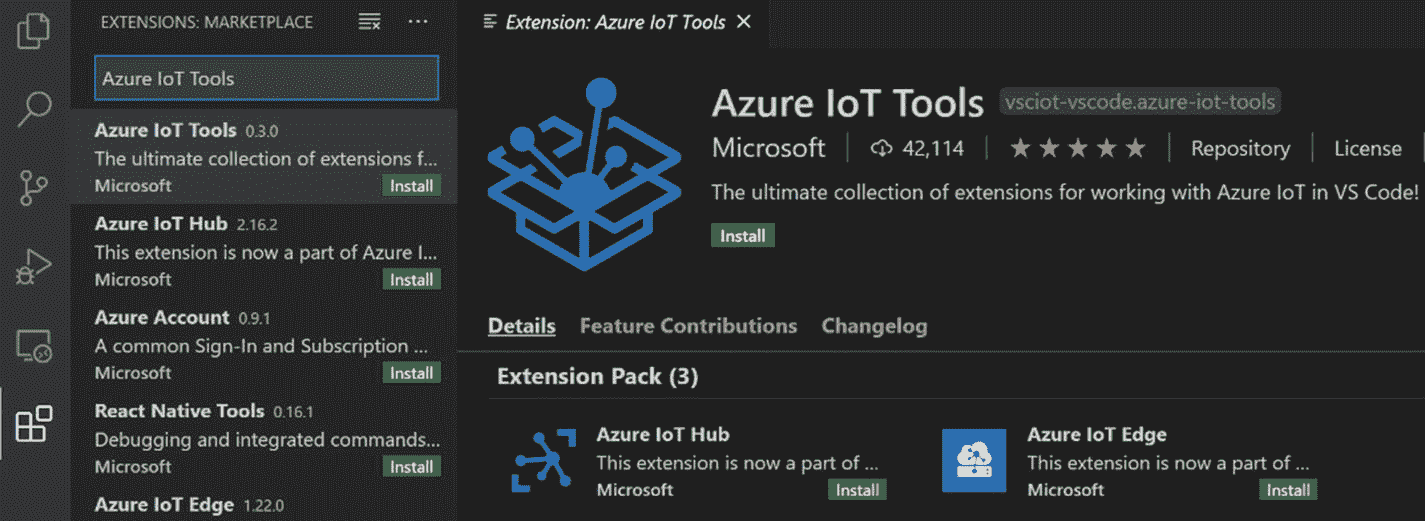 EXTENSIONS: MARKETPLACE
Azure IoT Tools
Azure IoT Tools 0.3.0
The ultimate collection of extensions f...
Microsoft Install
Azure IoT Hub 2.16.2
This extension is now a part of Azure I...
Microsoft Install
Azure Account 0.9.1
A common Sign-In and Subscription ...
Microsoft Install
React Native Tools 0.16.1
Debugging and integrated commands...
Microsoft Install
Azure IoT Edge 1.22.0
Extension: Azure IoT Tools
Azure IoT Tools vsciot-vscode.azure-iot-tools
Microsoft 42,114 Repository License
The ultimate collection of extensions for working with Azure IoT in VS Code!
Install
Details Feature Contributions Changelog
Extension Pack (3)
Azure IoT Hub
This extension is now a part of ...
Microsoft Install
Azure IoT Edge
This extension is now a part of ...
Microsoft Install